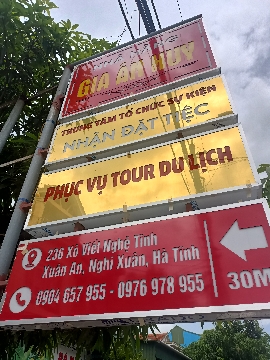 GIA AN HUY
TRUNG TÂM TỔ CHỨC SỰ KIỆN
NHẬN ĐẶT TIỆC
PHỤC VỤ TOUR DU LỊCH
236 Xô Viết Nghệ Tĩnh
Xuân An, Nghi Xuân, Hà Tĩnh
0904 657 955 - 0976 978 955
30M